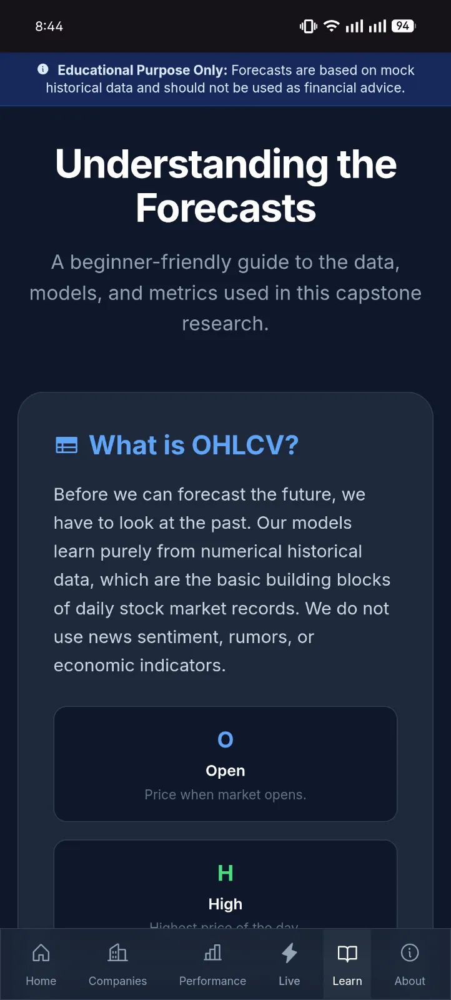 8:44
94
Educational Purpose Only: Forecasts are based on mock
historical data and should not be used as financial advice.
Understanding the
Forecasts
A beginner-friendly guide to the data,
models, and metrics used in this capstone
research.
What is OHLCV?
Before we can forecast the future, we
have to look at the past. Our models
learn purely from numerical historical
data, which are the basic building blocks
of daily stock market records. We do not
use news sentiment, rumors, or
economic indicators.
O
Open
Price when market opens.
H
High
Highest price of the day.
Home
Companies
Performance
Live
Learn
About